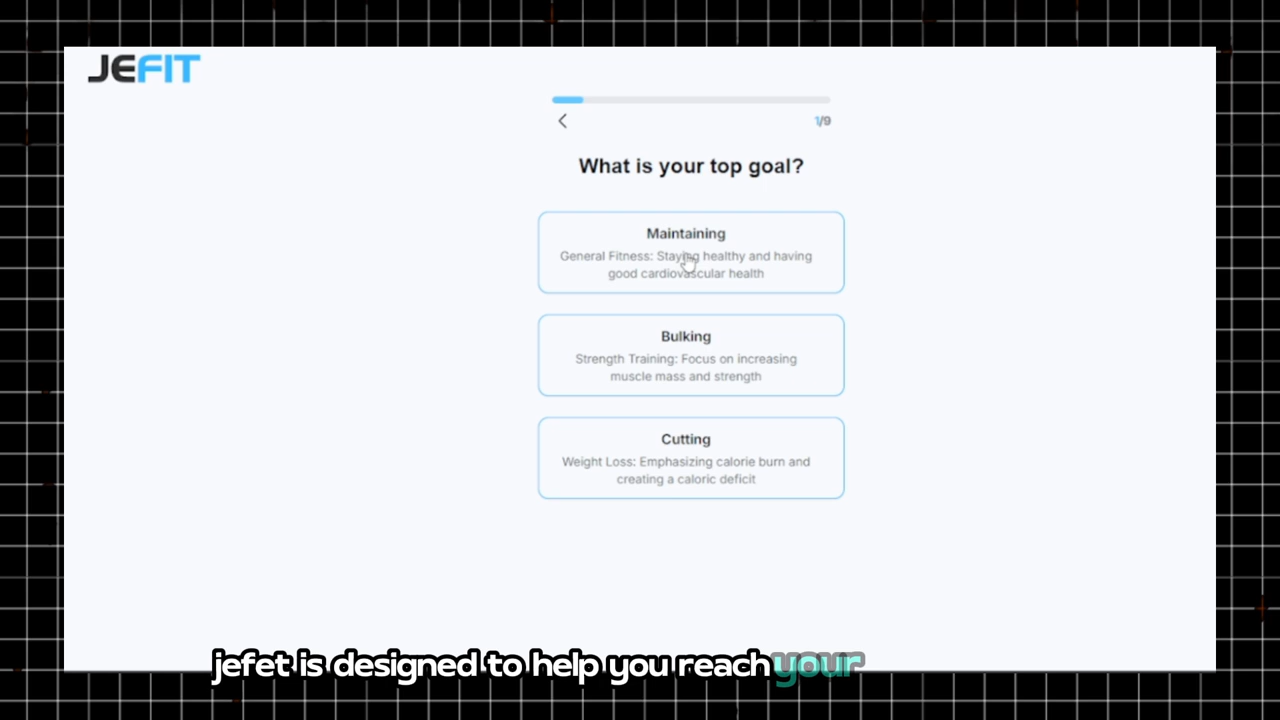 JEFIT
1/9
What is your top goal?
Maintaining
General Fitness: Staying healthy and having
good cardiovascular health
Bulking
Strength Training: Focus on increasing
muscle mass and strength
Cutting
Weight Loss: Emphasizing calorie burn and
creating a caloric deficit
jefet is designed to help you reach your